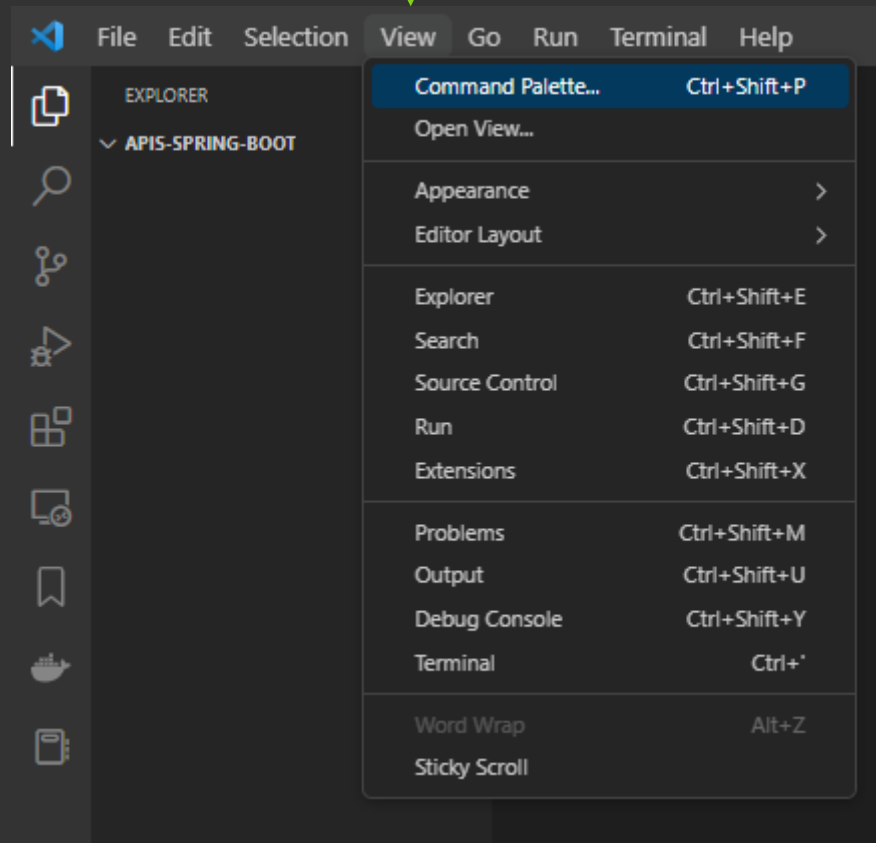 File Edit Selection View Go Run Terminal Help
EXPLORER
APIS-SPRING-BOOT
Command Palette... Ctrl+Shift+P
Open View...
Appearance
Editor Layout
Explorer Ctrl+Shift+E
Search Ctrl+Shift+F
Source Control Ctrl+Shift+G
Run Ctrl+Shift+D
Extensions Ctrl+Shift+X
Problems Ctrl+Shift+M
Output Ctrl+Shift+U
Debug Console Ctrl+Shift+Y
Terminal Ctrl+'
Word Wrap Alt+Z
Sticky Scroll